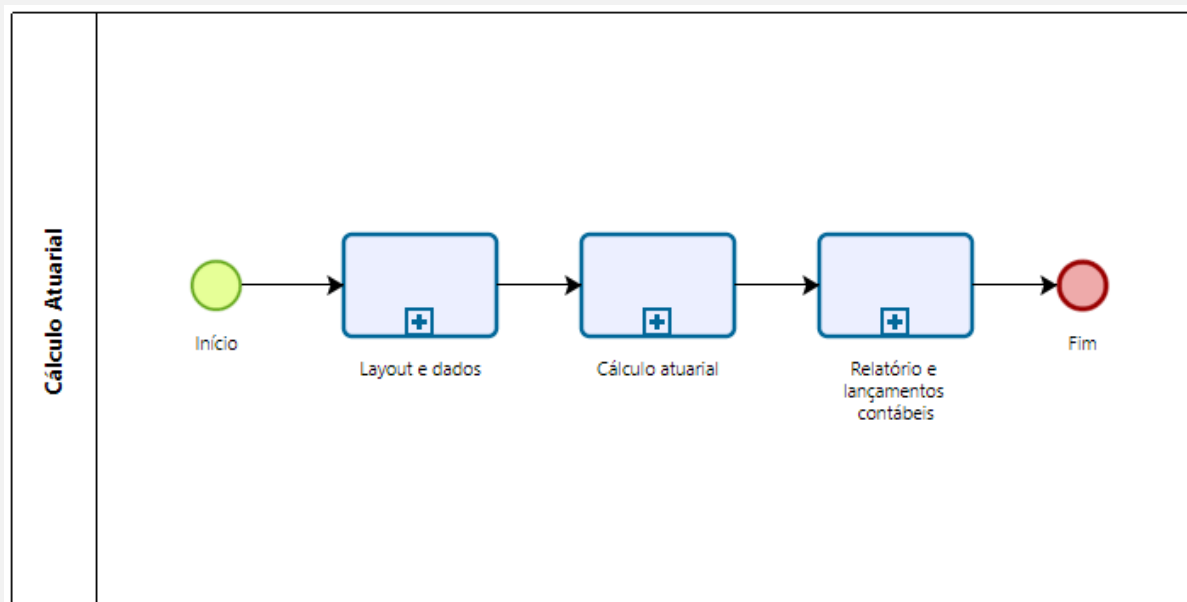 Cálculo Atuarial
Início
Layout e dados
Cálculo atuarial
Relatório e
lançamentos
contábeis
Fim